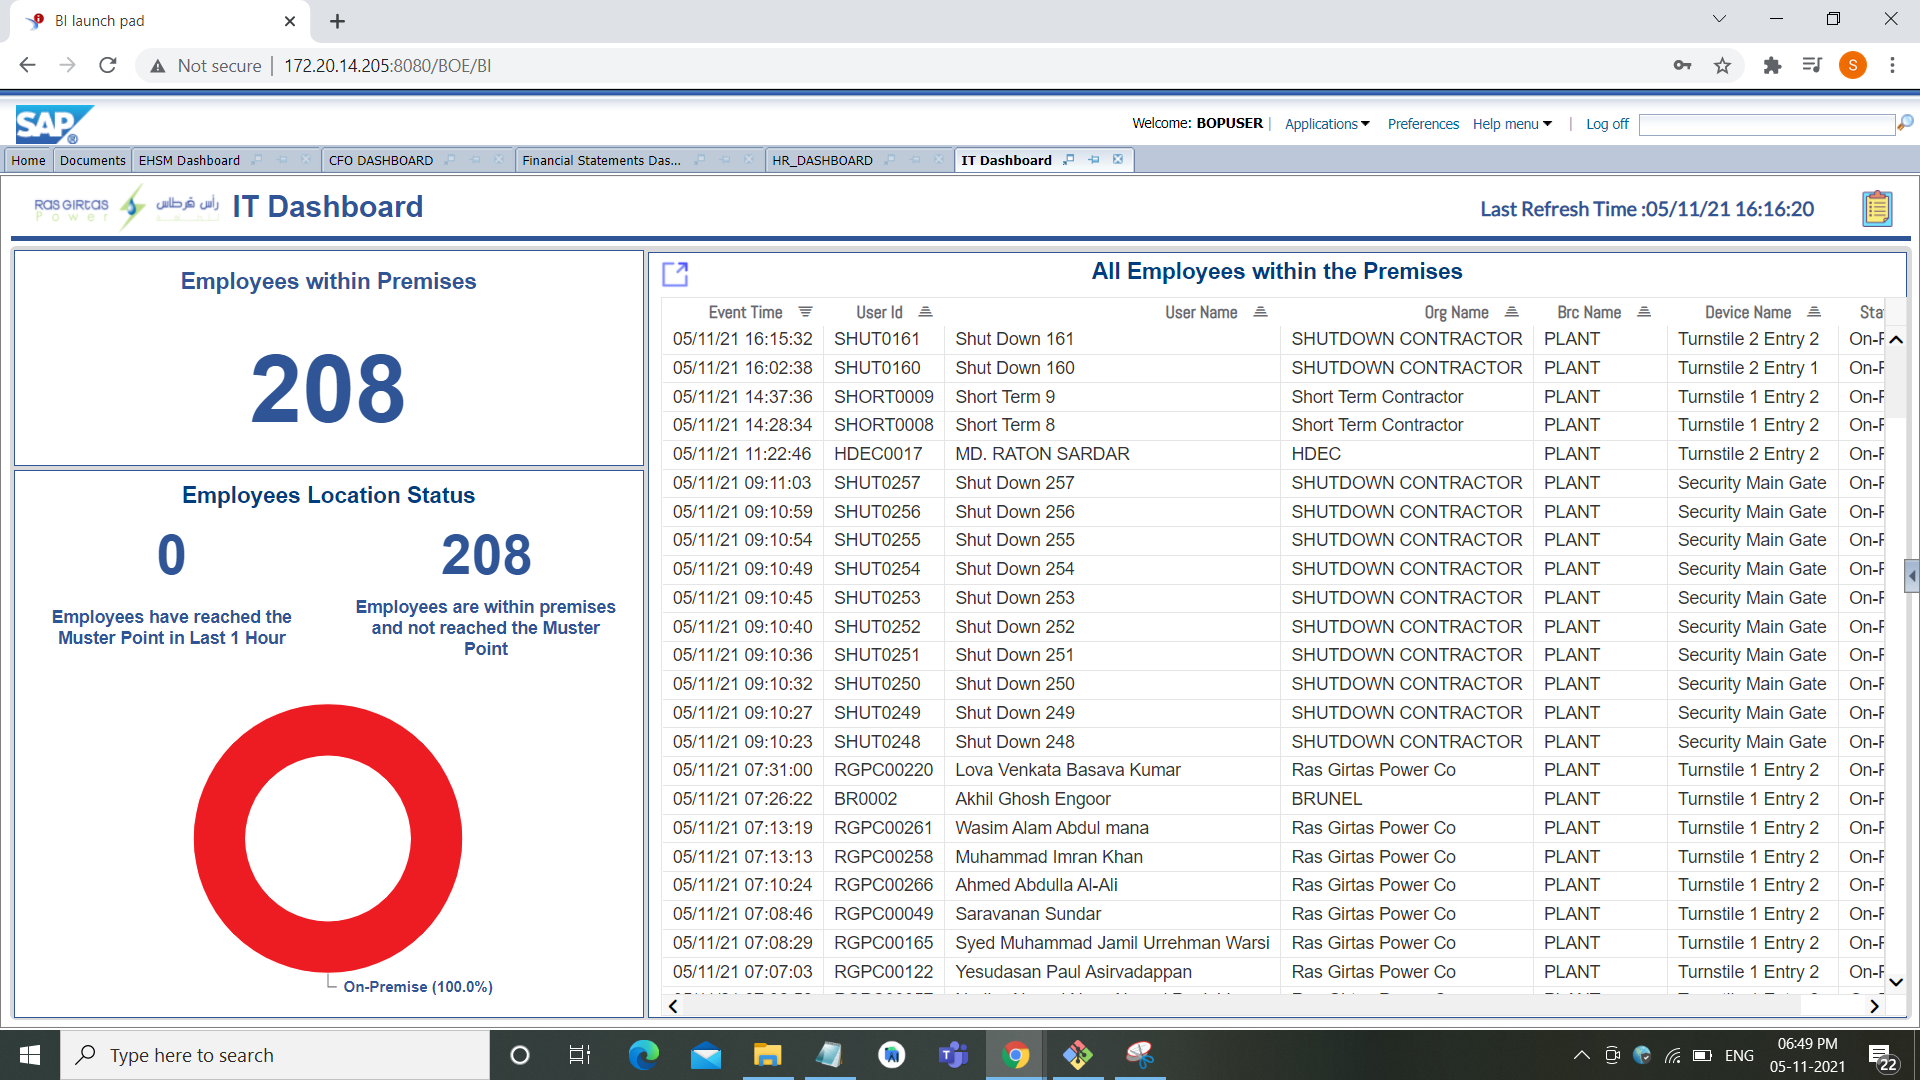 BI launch pad
Not secure 172.20.14.205:8080/BOE/BI
S
SAP
Welcome: BOPUSER Applications Preferences Help menu Log off
Home Documents EHSM Dashboard CFO DASHBOARD Financial Statements Das... HR_DASHBOARD IT Dashboard
RAS GIRTAS
Power
رأس قرطاس
IT Dashboard
Last Refresh Time :05/11/21 16:16:20
Employees within Premises
208
Employees Location Status
0
Employees have reached the
Muster Point in Last 1 Hour
208
Employees are within premises
and not reached the Muster
Point
On-Premise (100.0%)
All Employees within the Premises
Event Time User Id User Name Org Name Brc Name Device Name Sta
05/11/21 16:15:32 SHUT0161 Shut Down 161 SHUTDOWN CONTRACTOR PLANT Turnstile 2 Entry 2 On-P
05/11/21 16:02:38 SHUT0160 Shut Down 160 SHUTDOWN CONTRACTOR PLANT Turnstile 2 Entry 1 On-P
05/11/21 14:37:36 SHORT0009 Short Term 9 Short Term Contractor PLANT Turnstile 1 Entry 2 On-P
05/11/21 14:28:34 SHORT0008 Short Term 8 Short Term Contractor PLANT Turnstile 1 Entry 2 On-P
05/11/21 11:22:46 HDEC0017 MD. RATON SARDAR HDEC PLANT Turnstile 2 Entry 2 On-P
05/11/21 09:11:03 SHUT0257 Shut Down 257 SHUTDOWN CONTRACTOR PLANT Security Main Gate On-P
05/11/21 09:10:59 SHUT0256 Shut Down 256 SHUTDOWN CONTRACTOR PLANT Security Main Gate On-P
05/11/21 09:10:54 SHUT0255 Shut Down 255 SHUTDOWN CONTRACTOR PLANT Security Main Gate On-P
05/11/21 09:10:49 SHUT0254 Shut Down 254 SHUTDOWN CONTRACTOR PLANT Security Main Gate On-P
05/11/21 09:10:45 SHUT0253 Shut Down 253 SHUTDOWN CONTRACTOR PLANT Security Main Gate On-P
05/11/21 09:10:40 SHUT0252 Shut Down 252 SHUTDOWN CONTRACTOR PLANT Security Main Gate On-P
05/11/21 09:10:36 SHUT0251 Shut Down 251 SHUTDOWN CONTRACTOR PLANT Security Main Gate On-P
05/11/21 09:10:32 SHUT0250 Shut Down 250 SHUTDOWN CONTRACTOR PLANT Security Main Gate On-P
05/11/21 09:10:27 SHUT0249 Shut Down 249 SHUTDOWN CONTRACTOR PLANT Security Main Gate On-P
05/11/21 09:10:23 SHUT0248 Shut Down 248 SHUTDOWN CONTRACTOR PLANT Security Main Gate On-P
05/11/21 07:31:00 RGPC00220 Lova Venkata Basava Kumar Ras Girtas Power Co PLANT Turnstile 1 Entry 2 On-P
05/11/21 07:26:22 BR0002 Akhil Ghosh Engoor BRUNEL PLANT Turnstile 1 Entry 2 On-P
05/11/21 07:13:19 RGPC00261 Wasim Alam Abdul mana Ras Girtas Power Co PLANT Turnstile 1 Entry 2 On-P
05/11/21 07:13:13 RGPC00258 Muhammad Imran Khan Ras Girtas Power Co PLANT Turnstile 1 Entry 2 On-P
05/11/21 07:10:24 RGPC00266 Ahmed Abdulla Al-Ali Ras Girtas Power Co PLANT Turnstile 1 Entry 2 On-P
05/11/21 07:08:46 RGPC00049 Saravanan Sundar Ras Girtas Power Co PLANT Turnstile 1 Entry 2 On-P
05/11/21 07:08:29 RGPC00165 Syed Muhammad Jamil Urrehman Warsi Ras Girtas Power Co PLANT Turnstile 1 Entry 2 On-P
05/11/21 07:07:03 RGPC00122 Yesudasan Paul Asirvadappan Ras Girtas Power Co PLANT Turnstile 1 Entry 2 On-P
Type here to search
ENG
06:49 PM
05-11-2021
22